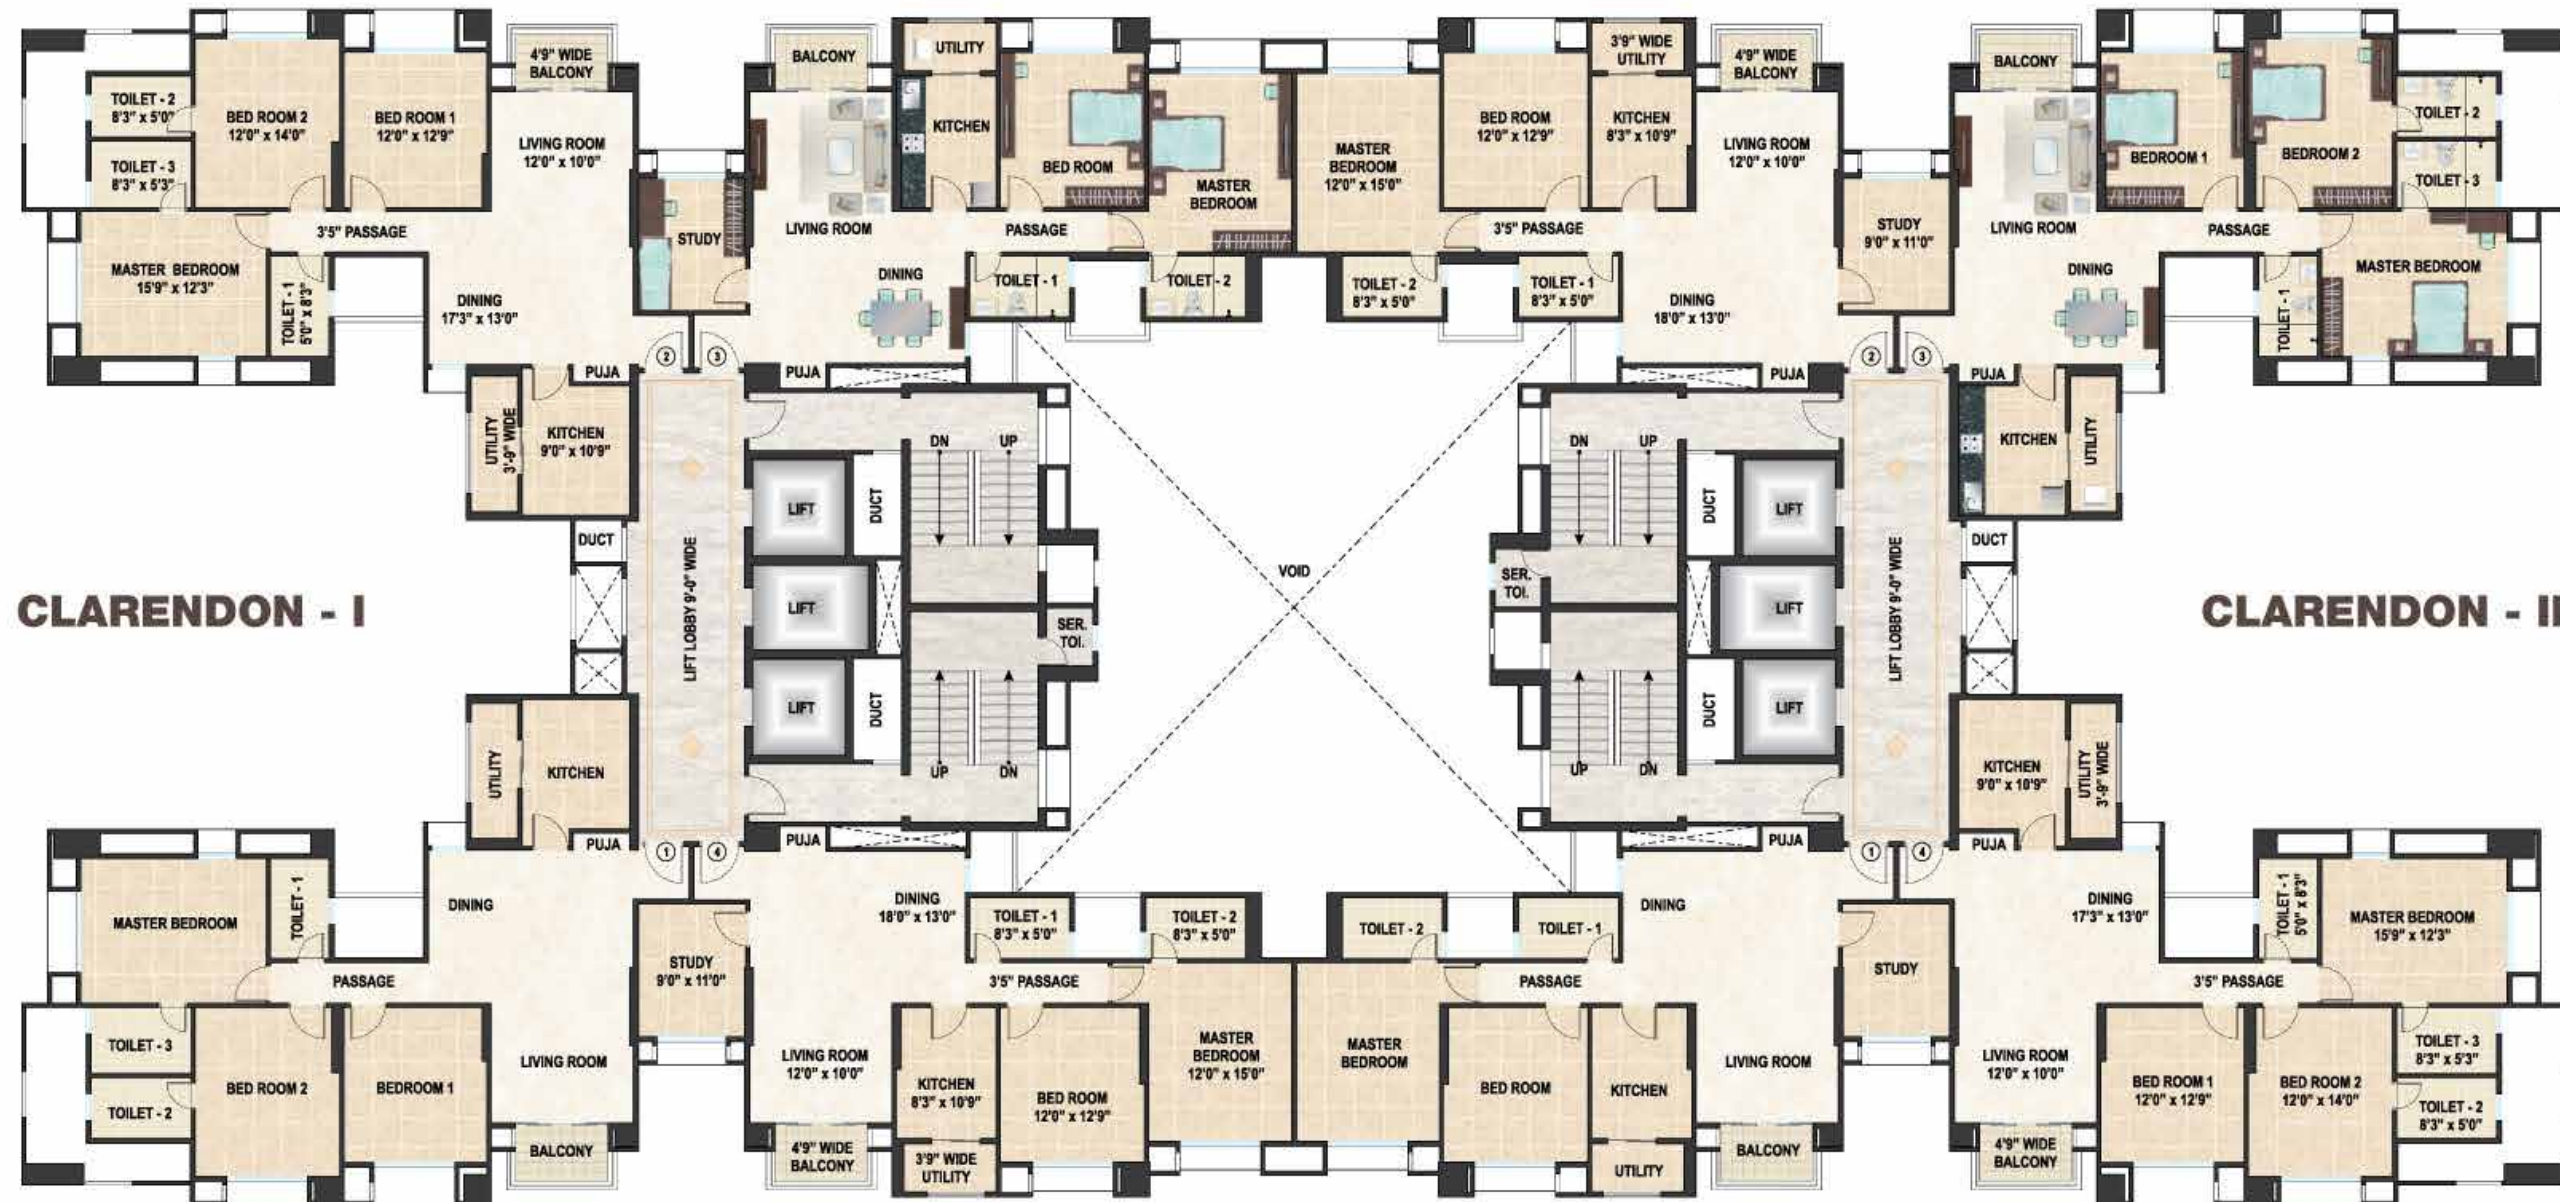 4'9" WIDE
BALCONY
BALCONY
UTILITY
3'9" WIDE
UTILITY
4'9" WIDE
BALCONY
BALCONY
TOILET - 2
8'3" x 5'0"
BED ROOM 2
12'0" x 14'0"
BED ROOM 1
12'0" x 12'9"
LIVING ROOM
12'0" x 10'0"
TOILET - 3
8'3" x 5'3"
3'5" PASSAGE
MASTER BEDROOM
15'9" x 12'3"
TOILET - 1
5'0" x 8'3"
DINING
17'3" x 13'0"
STUDY
LIVING ROOM
KITCHEN
BED ROOM
MASTER
BEDROOM
PASSAGE
DINING
TOILET - 1
TOILET - 2
MASTER
BEDROOM
12'0" x 15'0"
BED ROOM
12'0" x 12'9"
KITCHEN
8'3" x 10'9"
LIVING ROOM
12'0" x 10'0"
3'5" PASSAGE
TOILET - 2
8'3" x 5'0"
TOILET - 1
8'3" x 5'0"
DINING
18'0" x 13'0"
STUDY
9'0" x 11'0"
LIVING ROOM
BEDROOM 1
BEDROOM 2
TOILET - 2
TOILET - 3
PASSAGE
DINING
TOILET - 1
MASTER BEDROOM
2
3
2
3
PUJA
PUJA
PUJA
PUJA
UTILITY
3'-9" WIDE
KITCHEN
9'0" x 10'9"
DN
UP
DN
UP
KITCHEN
UTILITY
LIFT
DUCT
DUCT
LIFT
DUCT
DUCT
CLARENDON - I
LIFT LOBBY 9'-0" WIDE
LIFT
SER.
TOI.
VOID
SER.
TOI.
LIFT
LIFT LOBBY 9'-0" WIDE
CLARENDON - II
LIFT
DUCT
DUCT
LIFT
UTILITY
KITCHEN
UP
DN
UP
DN
KITCHEN
9'0" x 10'9"
UTILITY
3'-9" WIDE
PUJA
PUJA
PUJA
PUJA
1
4
1
4
MASTER BEDROOM
TOILET - 1
DINING
PASSAGE
TOILET - 3
TOILET - 2
BED ROOM 2
BEDROOM 1
LIVING ROOM
BALCONY
STUDY
9'0" x 11'0"
DINING
18'0" x 13'0"
TOILET - 1
8'3" x 5'0"
TOILET - 2
8'3" x 5'0"
3'5" PASSAGE
LIVING ROOM
12'0" x 10'0"
KITCHEN
8'3" x 10'9"
BED ROOM
12'0" x 12'9"
MASTER
BEDROOM
12'0" x 15'0"
4'9" WIDE
BALCONY
3'9" WIDE
UTILITY
TOILET - 2
TOILET - 1
DINING
PASSAGE
MASTER
BEDROOM
BED ROOM
KITCHEN
LIVING ROOM
UTILITY
BALCONY
STUDY
DINING
17'3" x 13'0"
TOILET - 1
5'0" x 8'3"
MASTER BEDROOM
15'9" x 12'3"
3'5" PASSAGE
LIVING ROOM
12'0" x 10'0"
BED ROOM 1
12'0" x 12'9"
BED ROOM 2
12'0" x 14'0"
TOILET - 3
8'3" x 5'3"
TOILET - 2
8'3" x 5'0"
4'9" WIDE
BALCONY